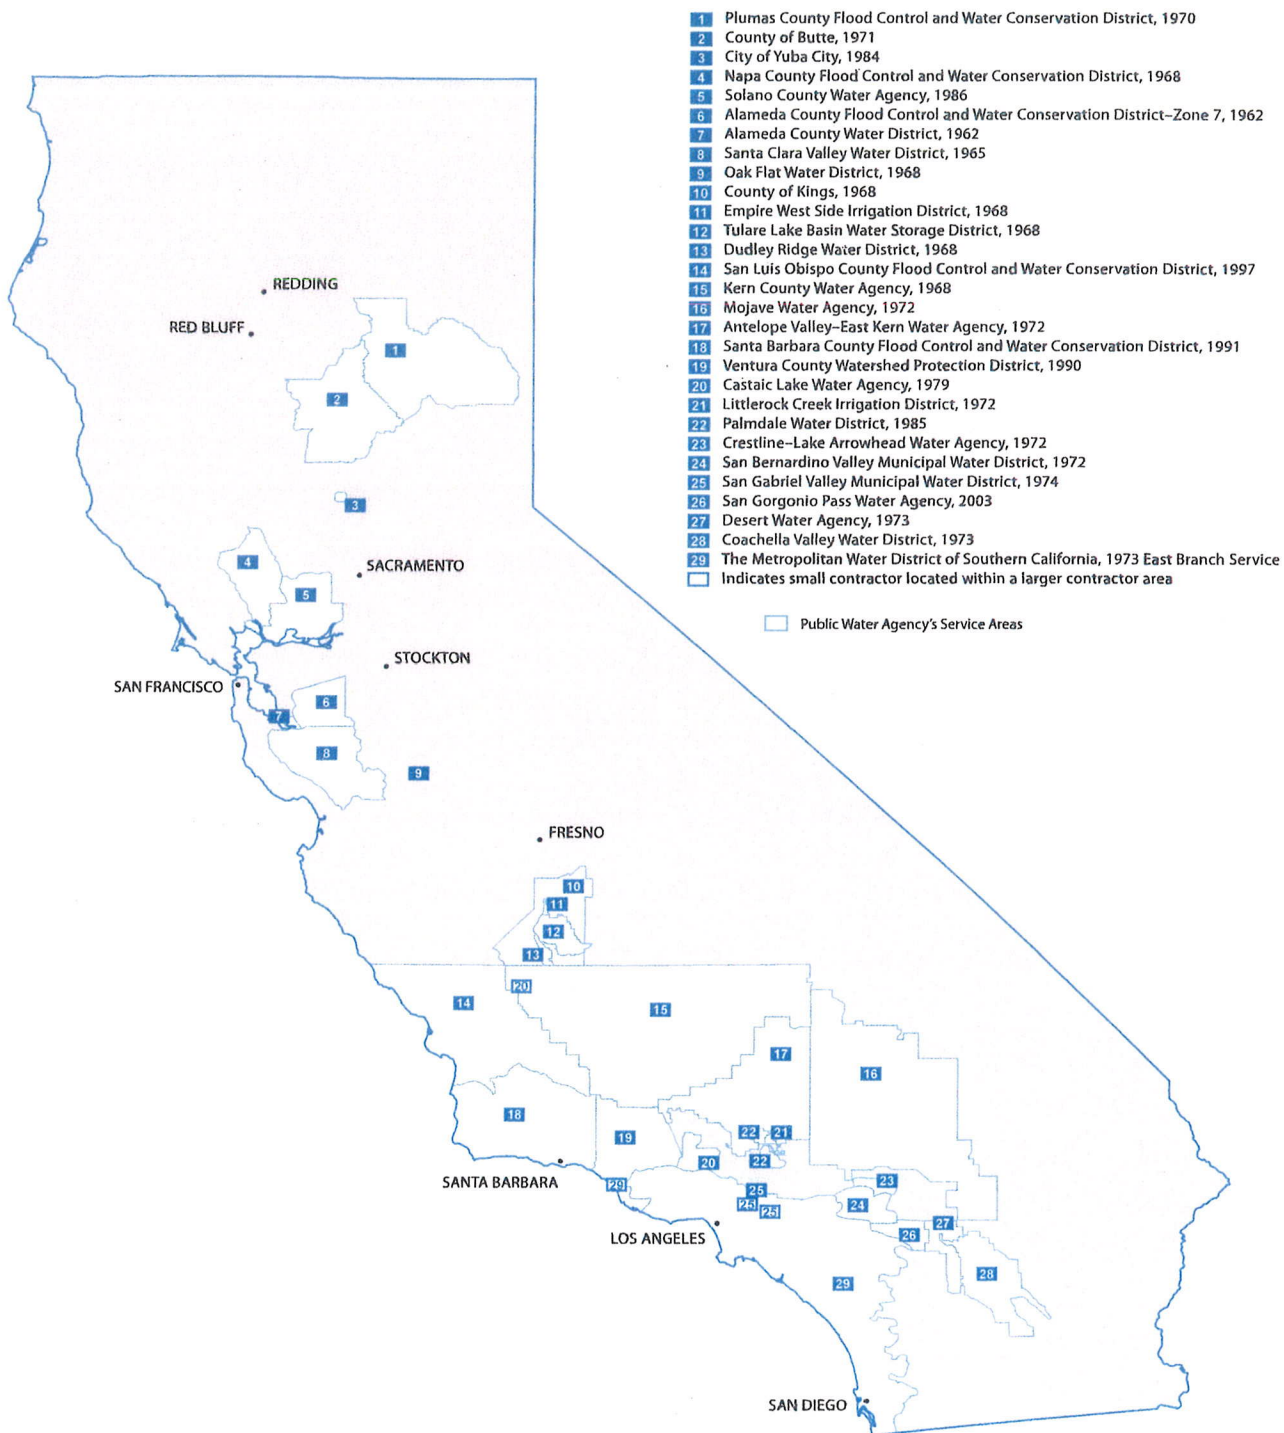 1 Plumas County Flood Control and Water Conservation District, 1970
2 County of Butte, 1971
3 City of Yuba City, 1984
4 Napa County Flood Control and Water Conservation District, 1968
5 Solano County Water Agency, 1986
6 Alameda County Flood Control and Water Conservation District–Zone 7, 1962
7 Alameda County Water District, 1962
8 Santa Clara Valley Water District, 1965
9 Oak Flat Water District, 1968
10 County of Kings, 1968
11 Empire West Side Irrigation District, 1968
12 Tulare Lake Basin Water Storage District, 1968
13 Dudley Ridge Water District, 1968
14 San Luis Obispo County Flood Control and Water Conservation District, 1997
15 Kern County Water Agency, 1968
16 Mojave Water Agency, 1972
17 Antelope Valley–East Kern Water Agency, 1972
18 Santa Barbara County Flood Control and Water Conservation District, 1991
19 Ventura County Watershed Protection District, 1990
20 Castaic Lake Water Agency, 1979
21 Littlerock Creek Irrigation District, 1972
22 Palmdale Water District, 1985
23 Crestline–Lake Arrowhead Water Agency, 1972
24 San Bernardino Valley Municipal Water District, 1972
25 San Gabriel Valley Municipal Water District, 1974
26 San Gorgonio Pass Water Agency, 2003
27 Desert Water Agency, 1973
28 Coachella Valley Water District, 1973
29 The Metropolitan Water District of Southern California, 1973 East Branch Service
Indicates small contractor located within a larger contractor area
Public Water Agency's Service Areas
REDDING
RED BLUFF
1
2
3
4
SACRAMENTO
5
STOCKTON
SAN FRANCISCO
6
7
8
9
FRESNO
10
11
12
13
20
14
15
17
16
18
19
22 21
20 22
SANTA BARBARA
29
23
25
25 25
24
LOS ANGELES
27
26
28
29
SAN DIEGO